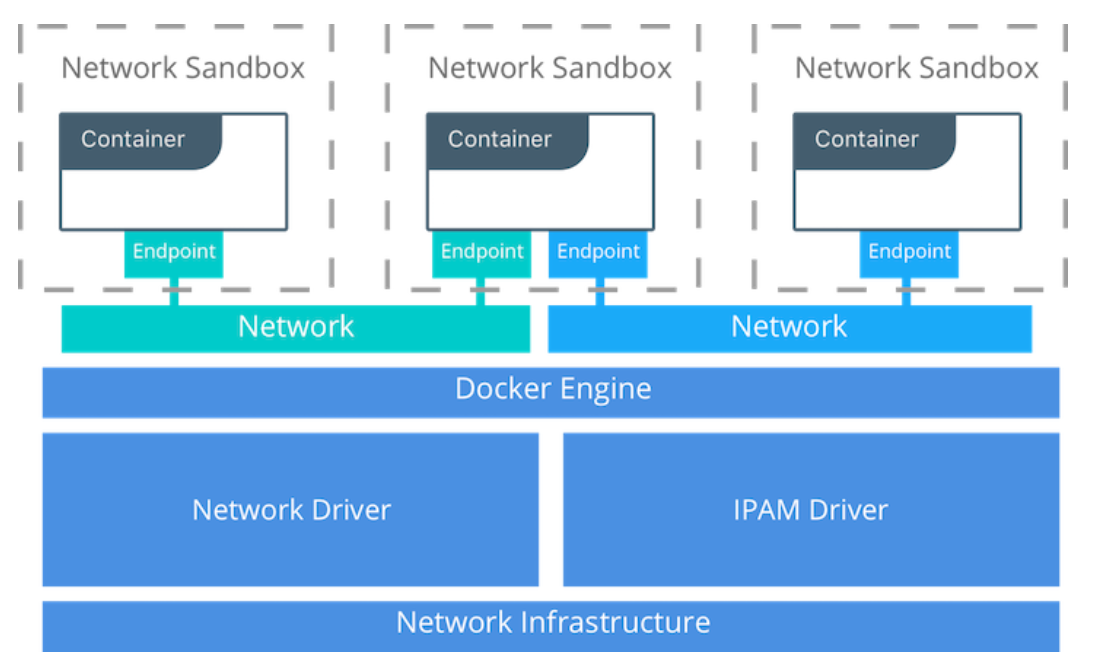 Network Sandbox
Network Sandbox
Network Sandbox
Container
Container
Container
Endpoint
Endpoint
Endpoint
Endpoint
Network
Network
Docker Engine
Network Driver
IPAM Driver
Network Infrastructure